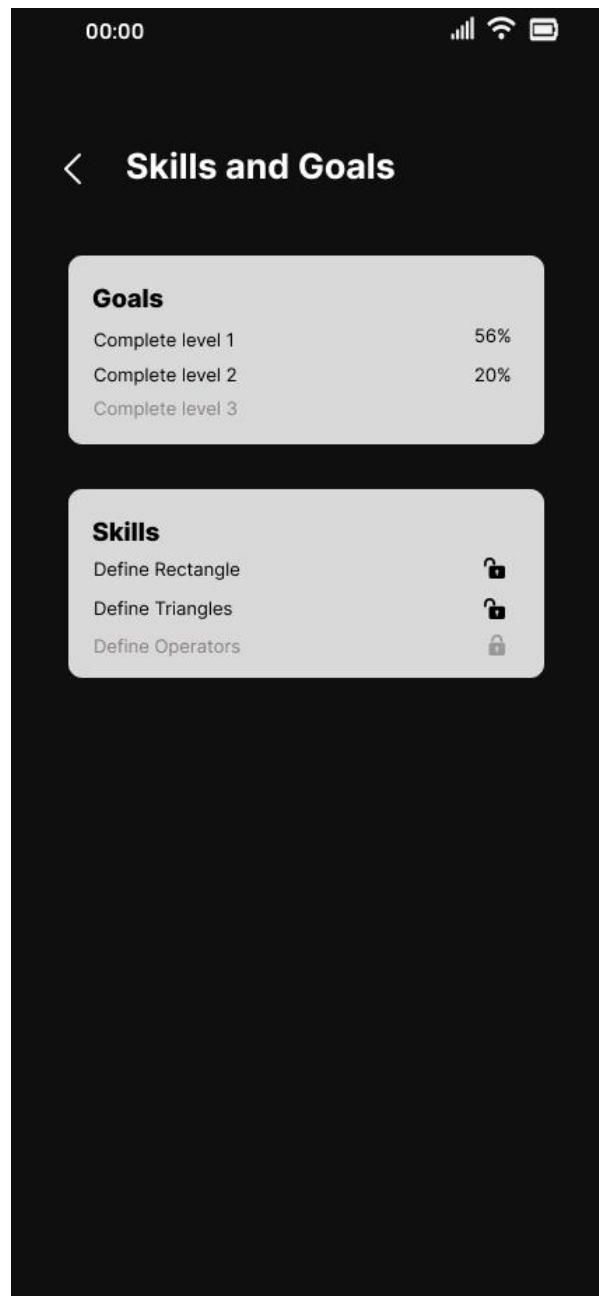 00:00
Skills and Goals
Goals
Complete level 1 56%
Complete level 2 20%
Complete level 3
Skills
Define Rectangle
Define Triangles
Define Operators